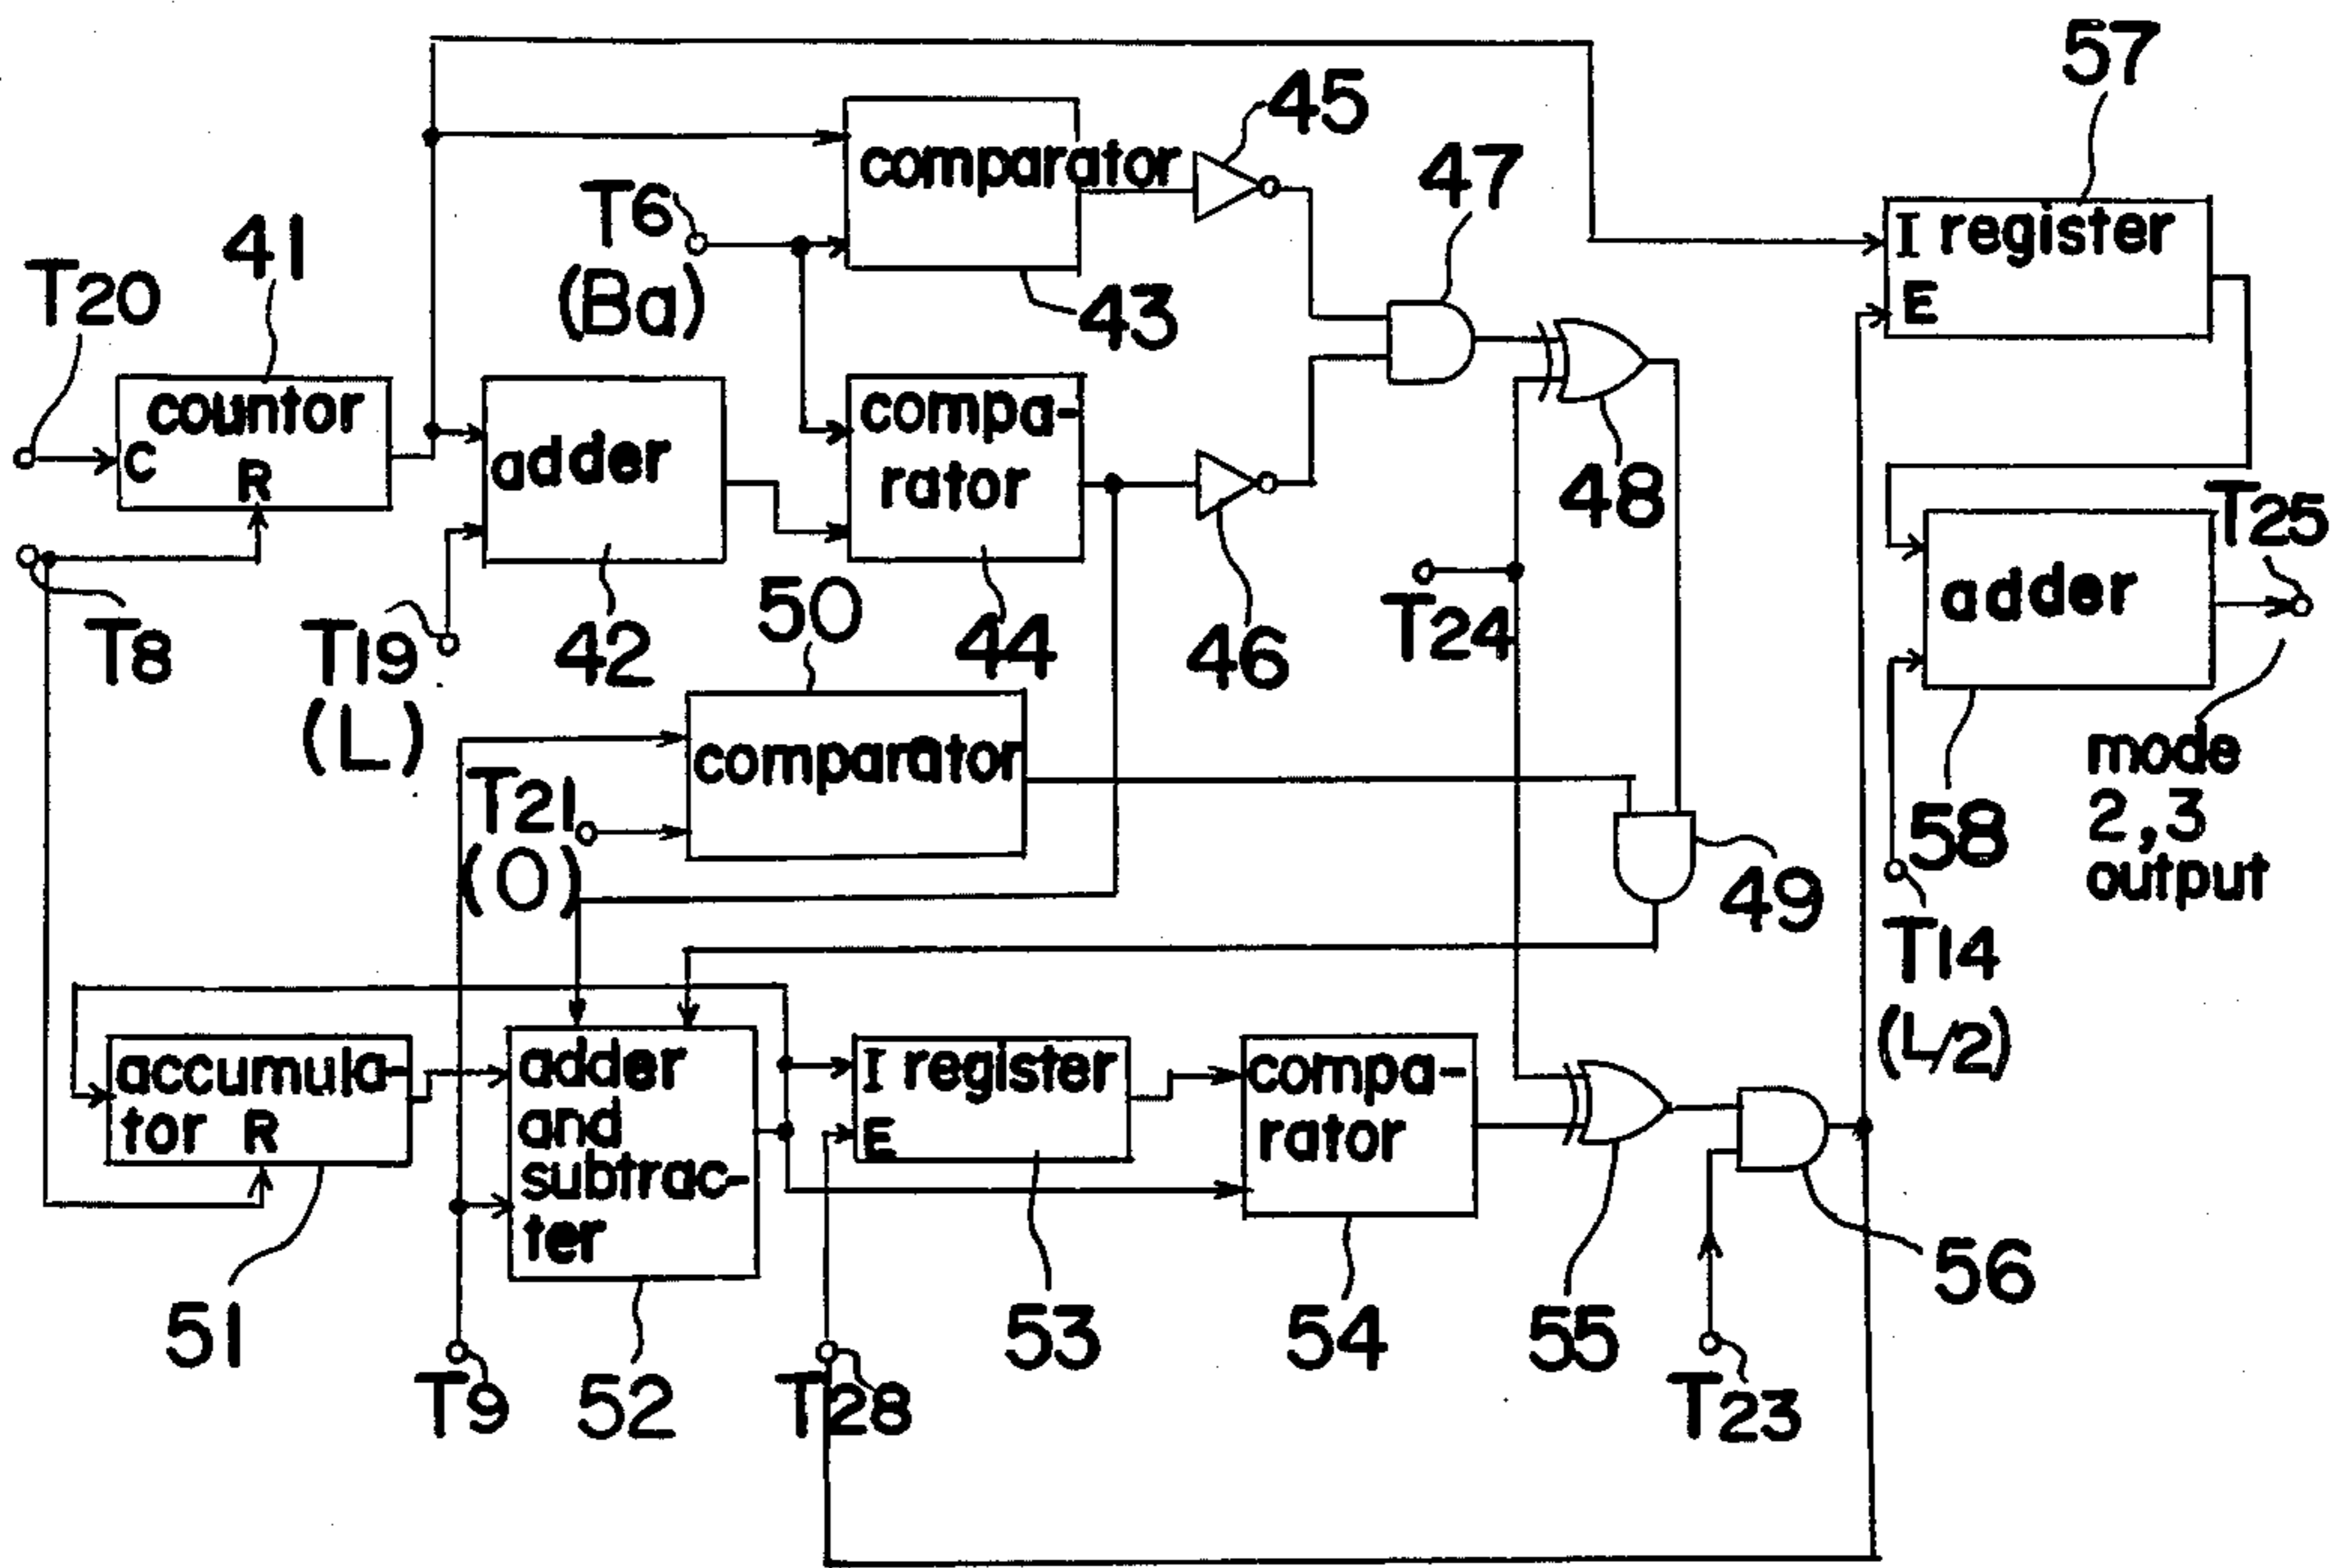 57
45
47
T6
(Ba)
comparator
I register
E
41
T20
43
countor
C
R
adder
compa-
rator
48
T25
T8
T19
(L)
42
50
44
46
T24
adder
comparator
T21
(O)
mode
2,3
output
58
49
T14
(L/2)
accumula-
tor R
adder
and
subtrac-
ter
I register
E
compa-
rator
56
51
53
54
55
T9
52
T28
T23